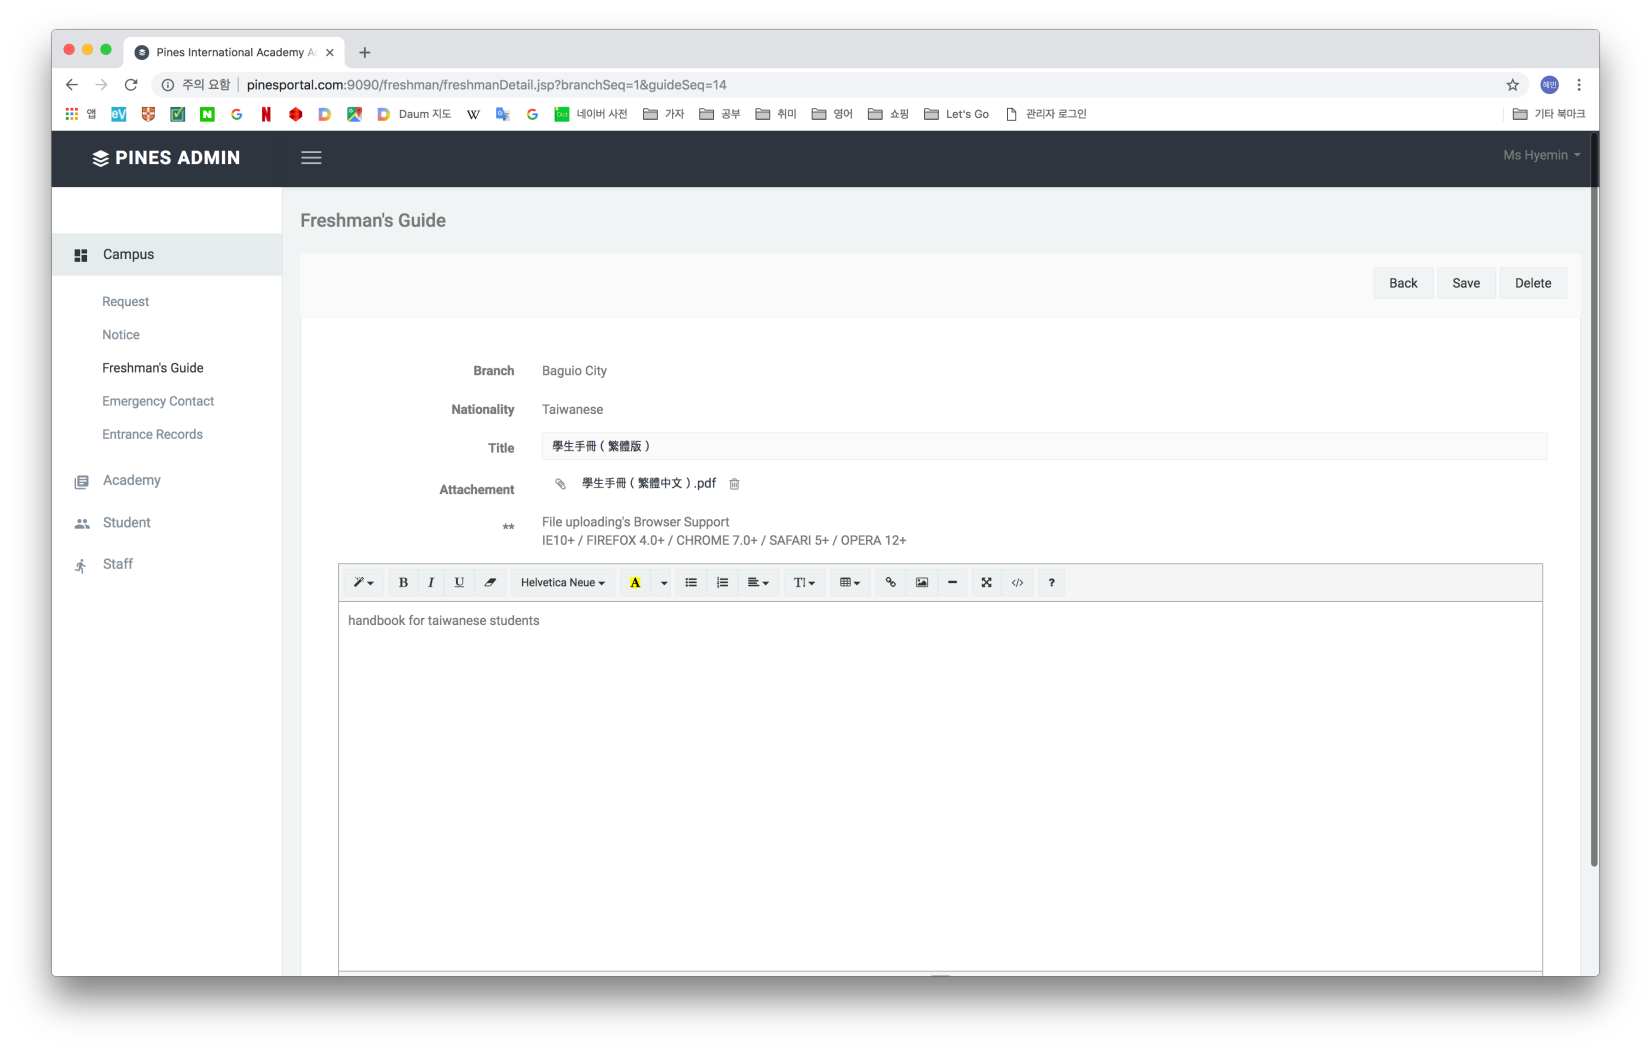 Pines International Academy A
주의 요함 pinesportal.com:9090/freshman/freshmanDetail.jsp?branchSeq=1&guideSeq=14 혜민
앱 eV Daum 지도 W 네이버 사전 가자 공부 취미 영어 쇼핑 Let's Go 관리자 로그인 기타 북마크
PINES ADMIN Ms Hyemin
Freshman's Guide
Campus
Back Save Delete
Request
Notice
Freshman's Guide
Emergency Contact
Entrance Records
Academy
Student
Staff
Branch Baguio City
Nationality Taiwanese
Title 學生手冊 ( 繁體版 )
Attachement 學生手冊 ( 繁體中文 ) .pdf
** File uploading's Browser Support
IE10+ / FIREFOX 4.0+ / CHROME 7.0+ / SAFARI 5+ / OPERA 12+
B I U Helvetica Neue A TI </> ?
handbook for taiwanese students